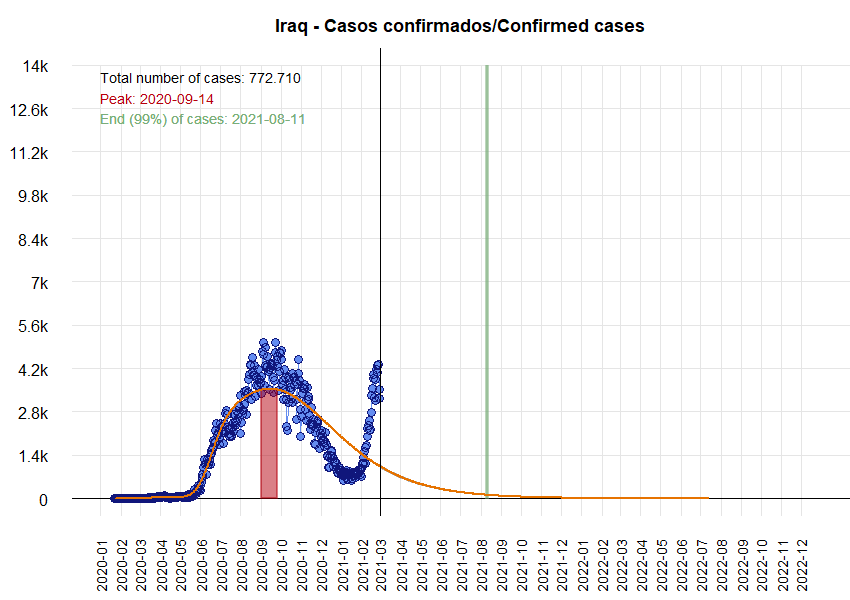 Iraq - Casos confirmados/Confirmed cases
Total number of cases: 772.710
Peak: 2020-09-14
End (99%) of cases: 2021-08-11
14k
12.6k
11.2k
9.8k
8.4k
7k
5.6k
4.2k
2.8k
1.4k
0
2020-01
2020-02
2020-03
2020-04
2020-05
2020-06
2020-07
2020-08
2020-09
2020-10
2020-11
2020-12
2021-01
2021-02
2021-03
2021-04
2021-05
2021-06
2021-07
2021-08
2021-09
2021-10
2021-11
2021-12
2022-01
2022-02
2022-03
2022-04
2022-05
2022-06
2022-07
2022-08
2022-09
2022-10
2022-11
2022-12